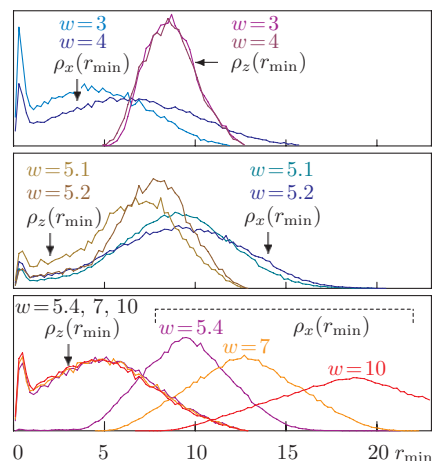 w=3 w=3
w=4 w=4
ρx(rmin) ρz(rmin)
w=5.1 w=5.1
w=5.2 w=5.2
ρz(rmin) ρx(rmin)
w=5.4, 7, 10
ρz(rmin) ρx(rmin)
w=5.4
w=7
w=10
0 5 10 15 20 rmin